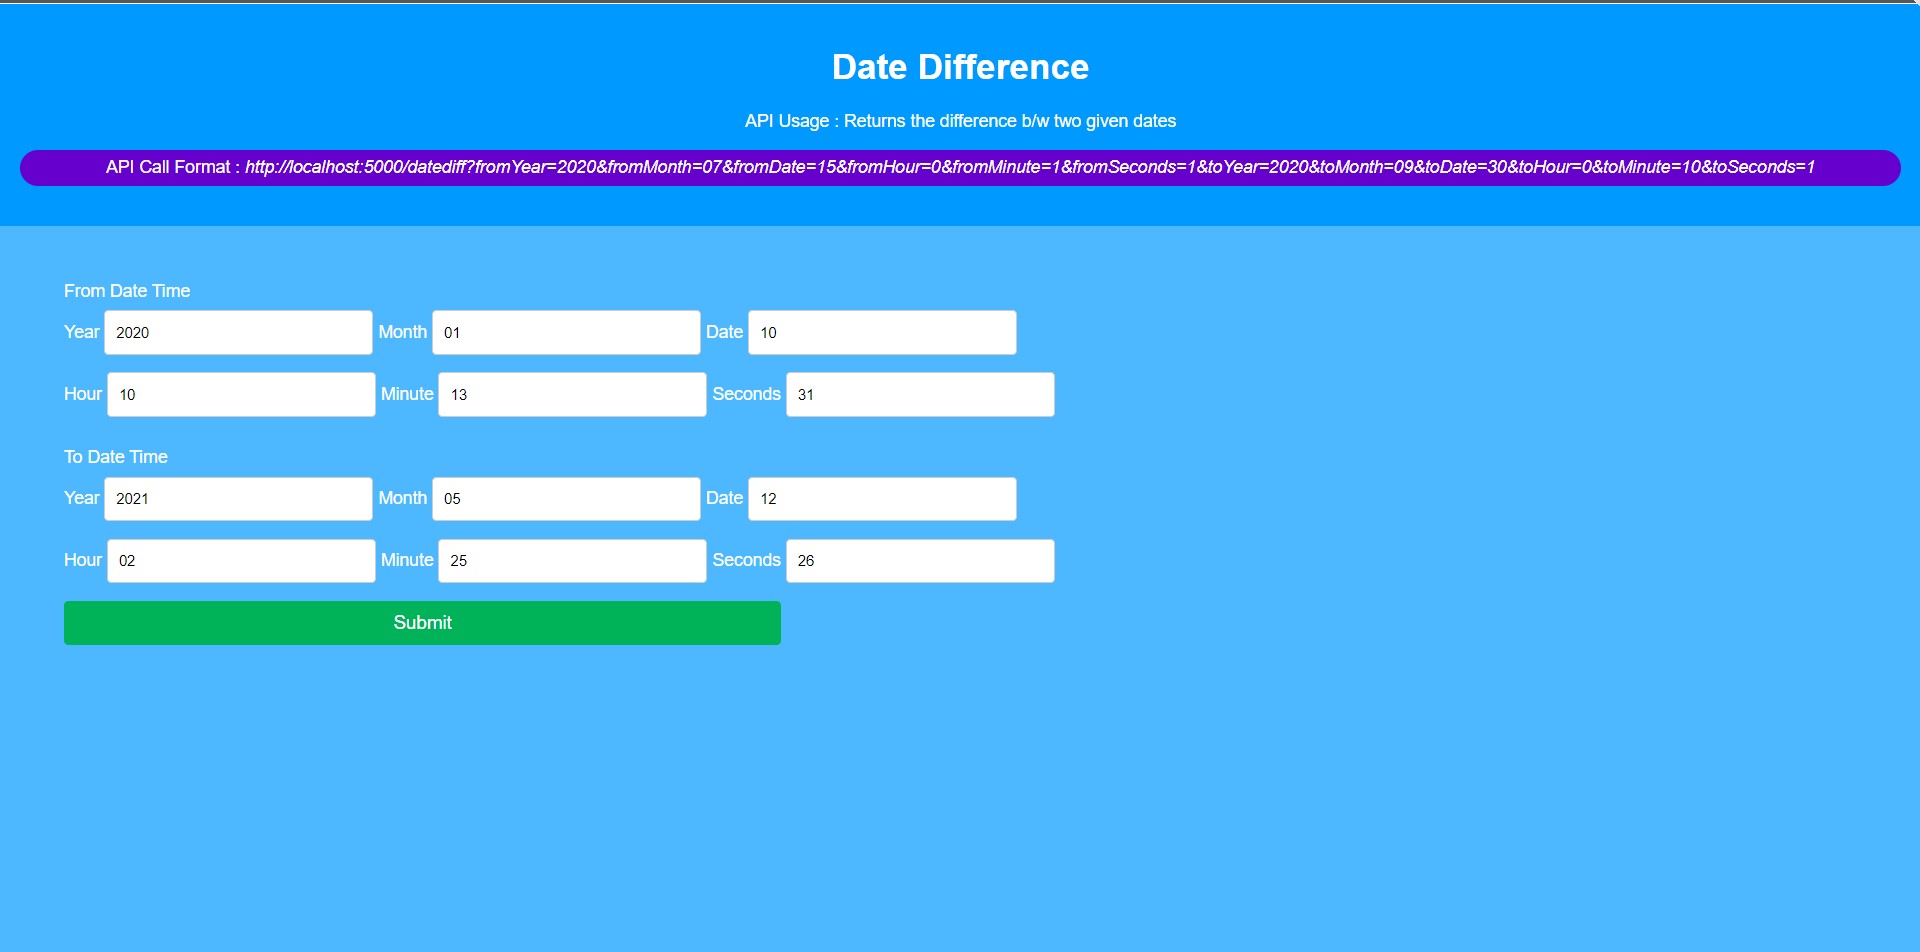 Date Difference
API Usage : Returns the difference b/w two given dates
API Call Format : http://localhost:5000/datediff?fromYear=2020&fromMonth=07&fromDate=15&fromHour=0&fromMinute=1&fromSeconds=1&toYear=2020&toMonth=09&toDate=30&toHour=0&toMinute=10&toSeconds=1
From Date Time
Year 2020 Month 01 Date 10
Hour 10 Minute 13 Seconds 31
To Date Time
Year 2021 Month 05 Date 12
Hour 02 Minute 25 Seconds 26
Submit